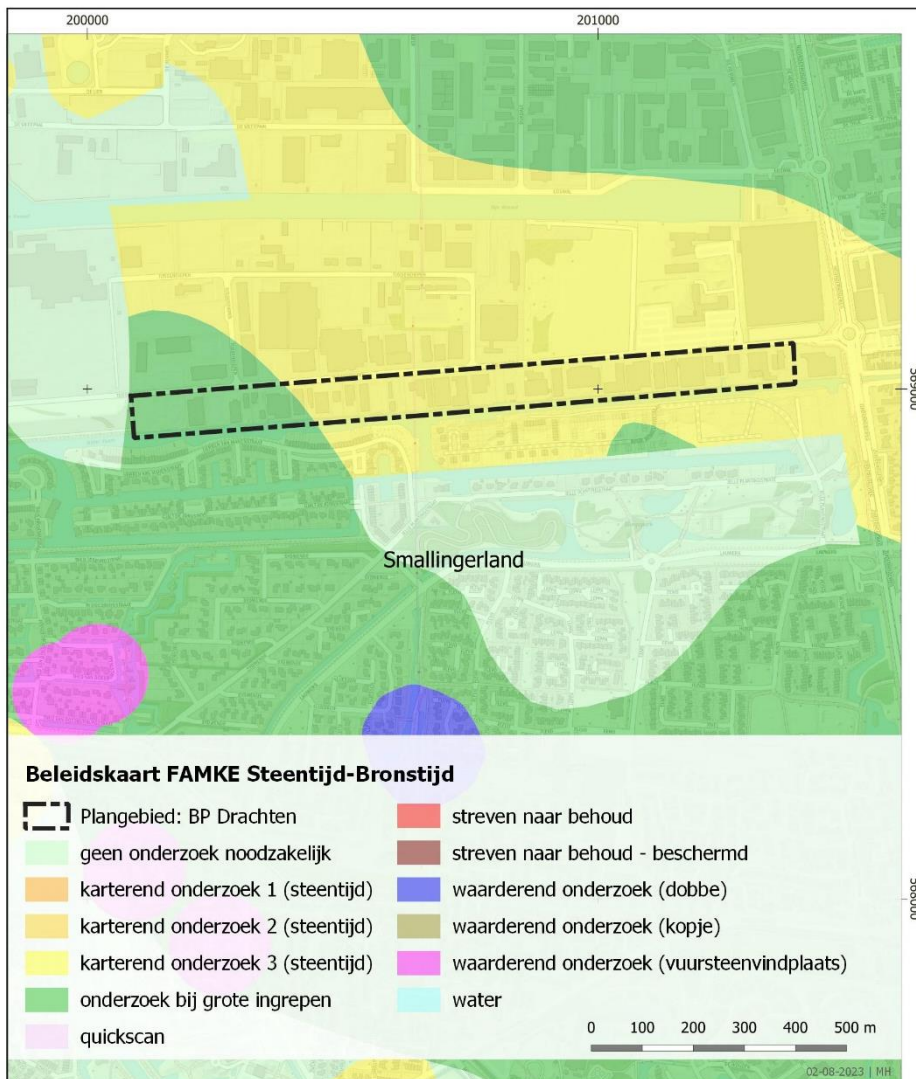 200000
201000
569000
Smallingerland
568000
Beleidskaart FAMKE Steentijd-Bronstijd
Plangebied: BP Drachten
geen onderzoek noodzakelijk
karterend onderzoek 1 (steentijd)
karterend onderzoek 2 (steentijd)
karterend onderzoek 3 (steentijd)
onderzoek bij grote ingrepen
quickscan
streven naar behoud
streven naar behoud - beschermd
waarderend onderzoek (dobbe)
waarderend onderzoek (kopje)
waarderend onderzoek (vuursteenvindplaats)
water
0 100 200 300 400 500 m
02-08-2023 | MH